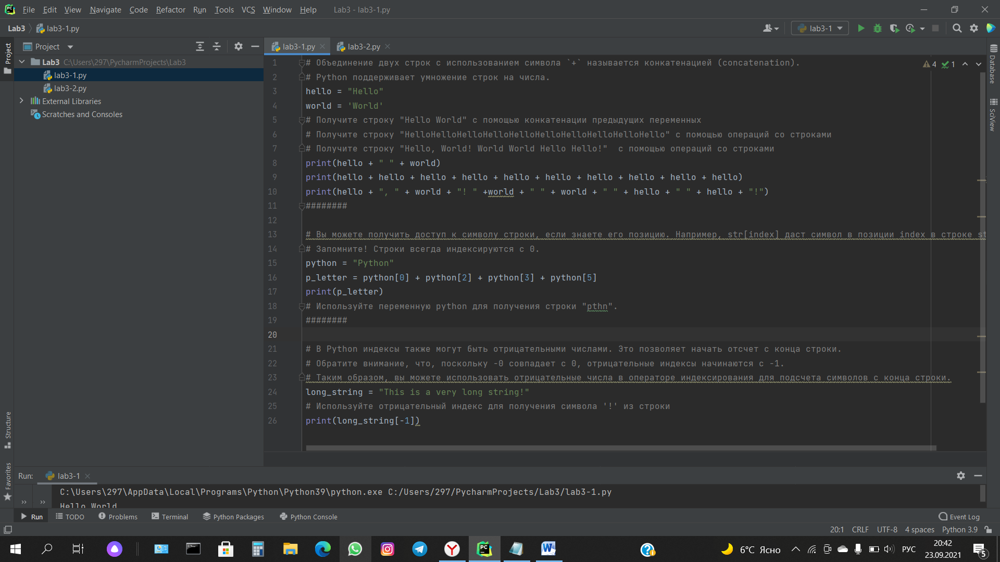 File Edit View Navigate Code Refactor Run Tools VCS Window Help Lab3 - lab3-1.py
Lab3 lab3-1.py lab3-1
Project
Project
lab3-1.py lab3-2.py
Lab3 C:\Users\297\PycharmProjects\Lab3
lab3-1.py
lab3-2.py
External Libraries
Scratches and Consoles
4 1
1 # Объединение двух строк с использованием символа `+` называется конкатенацией (concatenation).
2 # Python поддерживает умножение строк на числа.
3 hello = "Hello"
4 world = 'World'
5 # Получите строку "Hello World" с помощью конкатенации предыдущих переменных
6 # Получите строку "HelloHelloHelloHelloHelloHelloHelloHelloHelloHello" с помощью операций со строками
7 # Получите строку "Hello, World! World World Hello Hello!"  с помощью операций со строками
8 print(hello + " " + world)
9 print(hello + hello + hello + hello + hello + hello + hello + hello + hello + hello)
10 print(hello + ", " + world + "! " +world + " " + world + " " + hello + " " + hello + "!")
11 ########
12
13 # Вы можете получить доступ к символу строки, если знаете его позицию. Например, str[index] даст символ в позиции index в строке st
14 # Запомните! Строки всегда индексируются с 0.
15 python = "Python"
16 p_letter = python[0] + python[2] + python[3] + python[5]
17 print(p_letter)
18 # Используйте переменную python для получения строки "pthn".
19 ########
20
21 # В Python индексы также могут быть отрицательными числами. Это позволяет начать отсчет с конца строки.
22 # Обратите внимание, что, поскольку -0 совпадает с 0, отрицательные индексы начинаются с -1.
23 # Таким образом, вы можете использовать отрицательные числа в операторе индексирования для подсчета символов с конца строки.
24 long_string = "This is a very long string!"
25 # Используйте отрицательный индекс для получения символа '!' из строки
26 print(long_string[-1])
Database
SciView
Structure
Favorites
Run: lab3-1
C:\Users\297\AppData\Local\Programs\Python\Python39\python.exe C:/Users/297/PycharmProjects/Lab3/lab3-1.py
Hello World
Run TODO Problems Terminal Python Packages Python Console Event Log
20:1 CRLF UTF-8 4 spaces Python 3.9
6°C Ясно РУС 20:42
23.09.2021 5